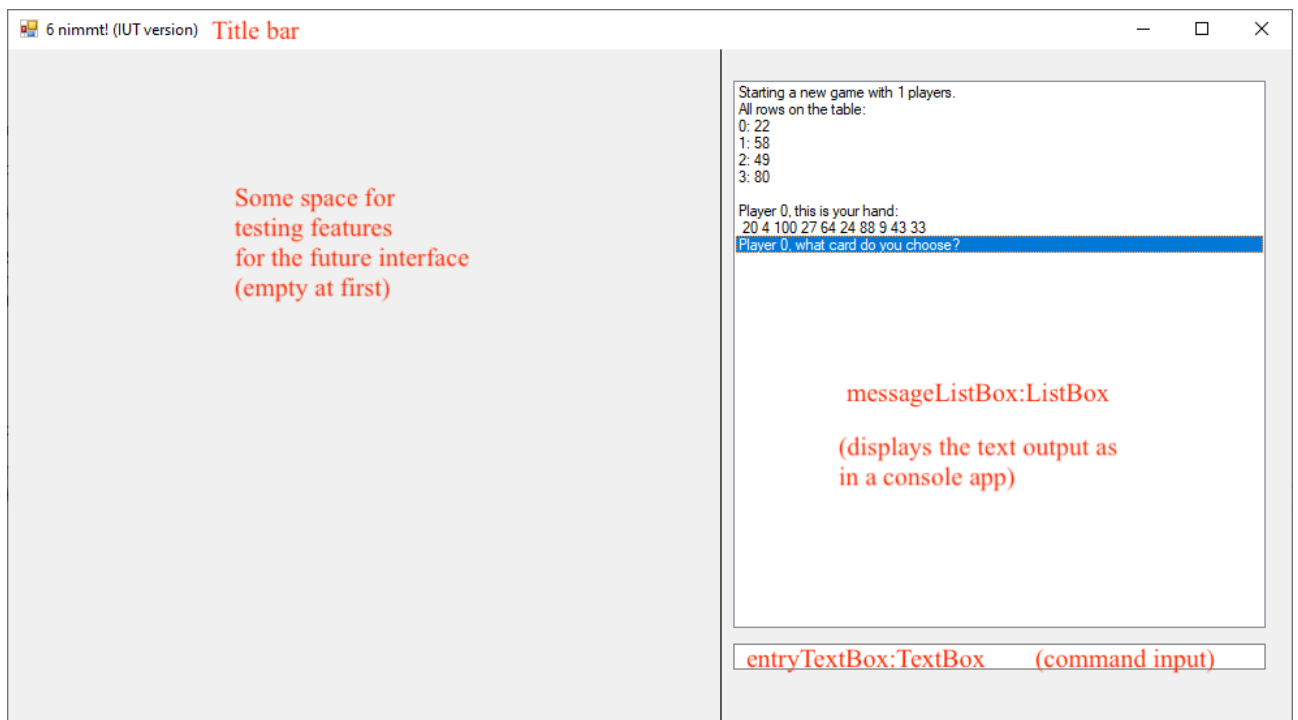 6 nimmt! (IUT version) Title bar
Some space for
testing features
for the future interface
(empty at first)
Starting a new game with 1 players.
All rows on the table:
0: 22
1: 58
2: 49
3: 80
Player 0, this is your hand:
20 4 100 27 64 24 88 9 43 33
Player 0, what card do you choose?
messageListBox:ListBox
(displays the text output as
in a console app)
entryTextBox:TextBox (command input)